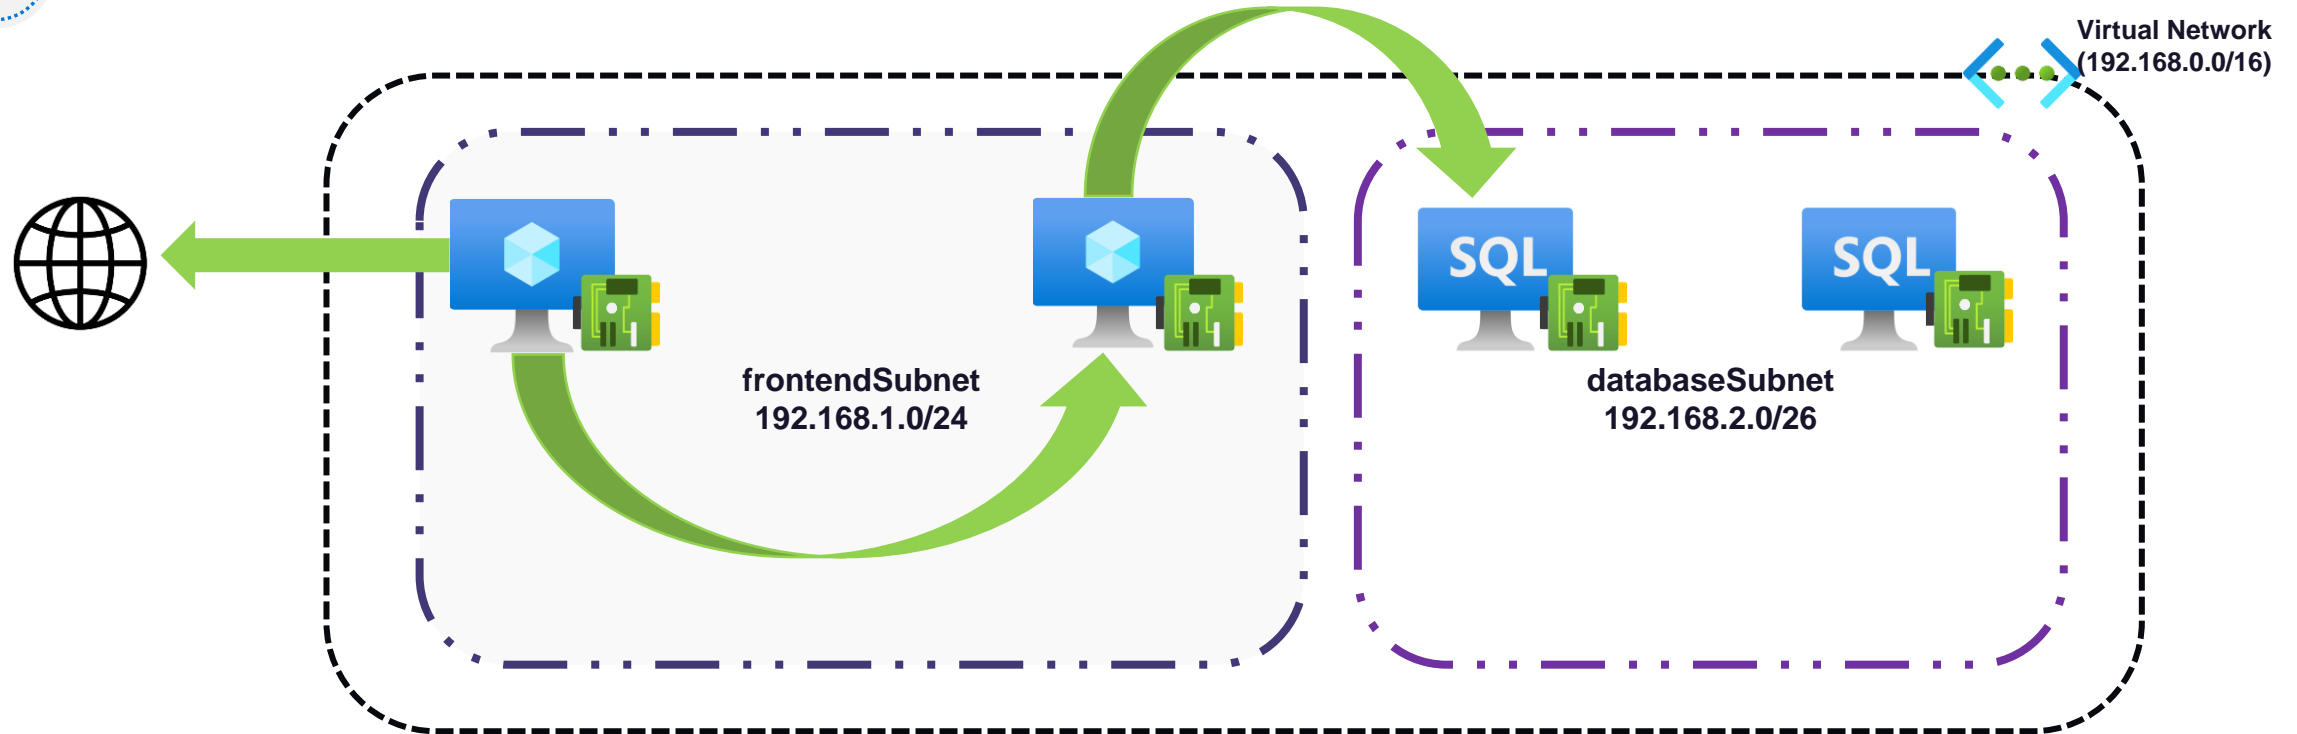 Virtual Network
(192.168.0.0/16)
SQL
SQL
frontendSubnet
192.168.1.0/24
databaseSubnet
192.168.2.0/26